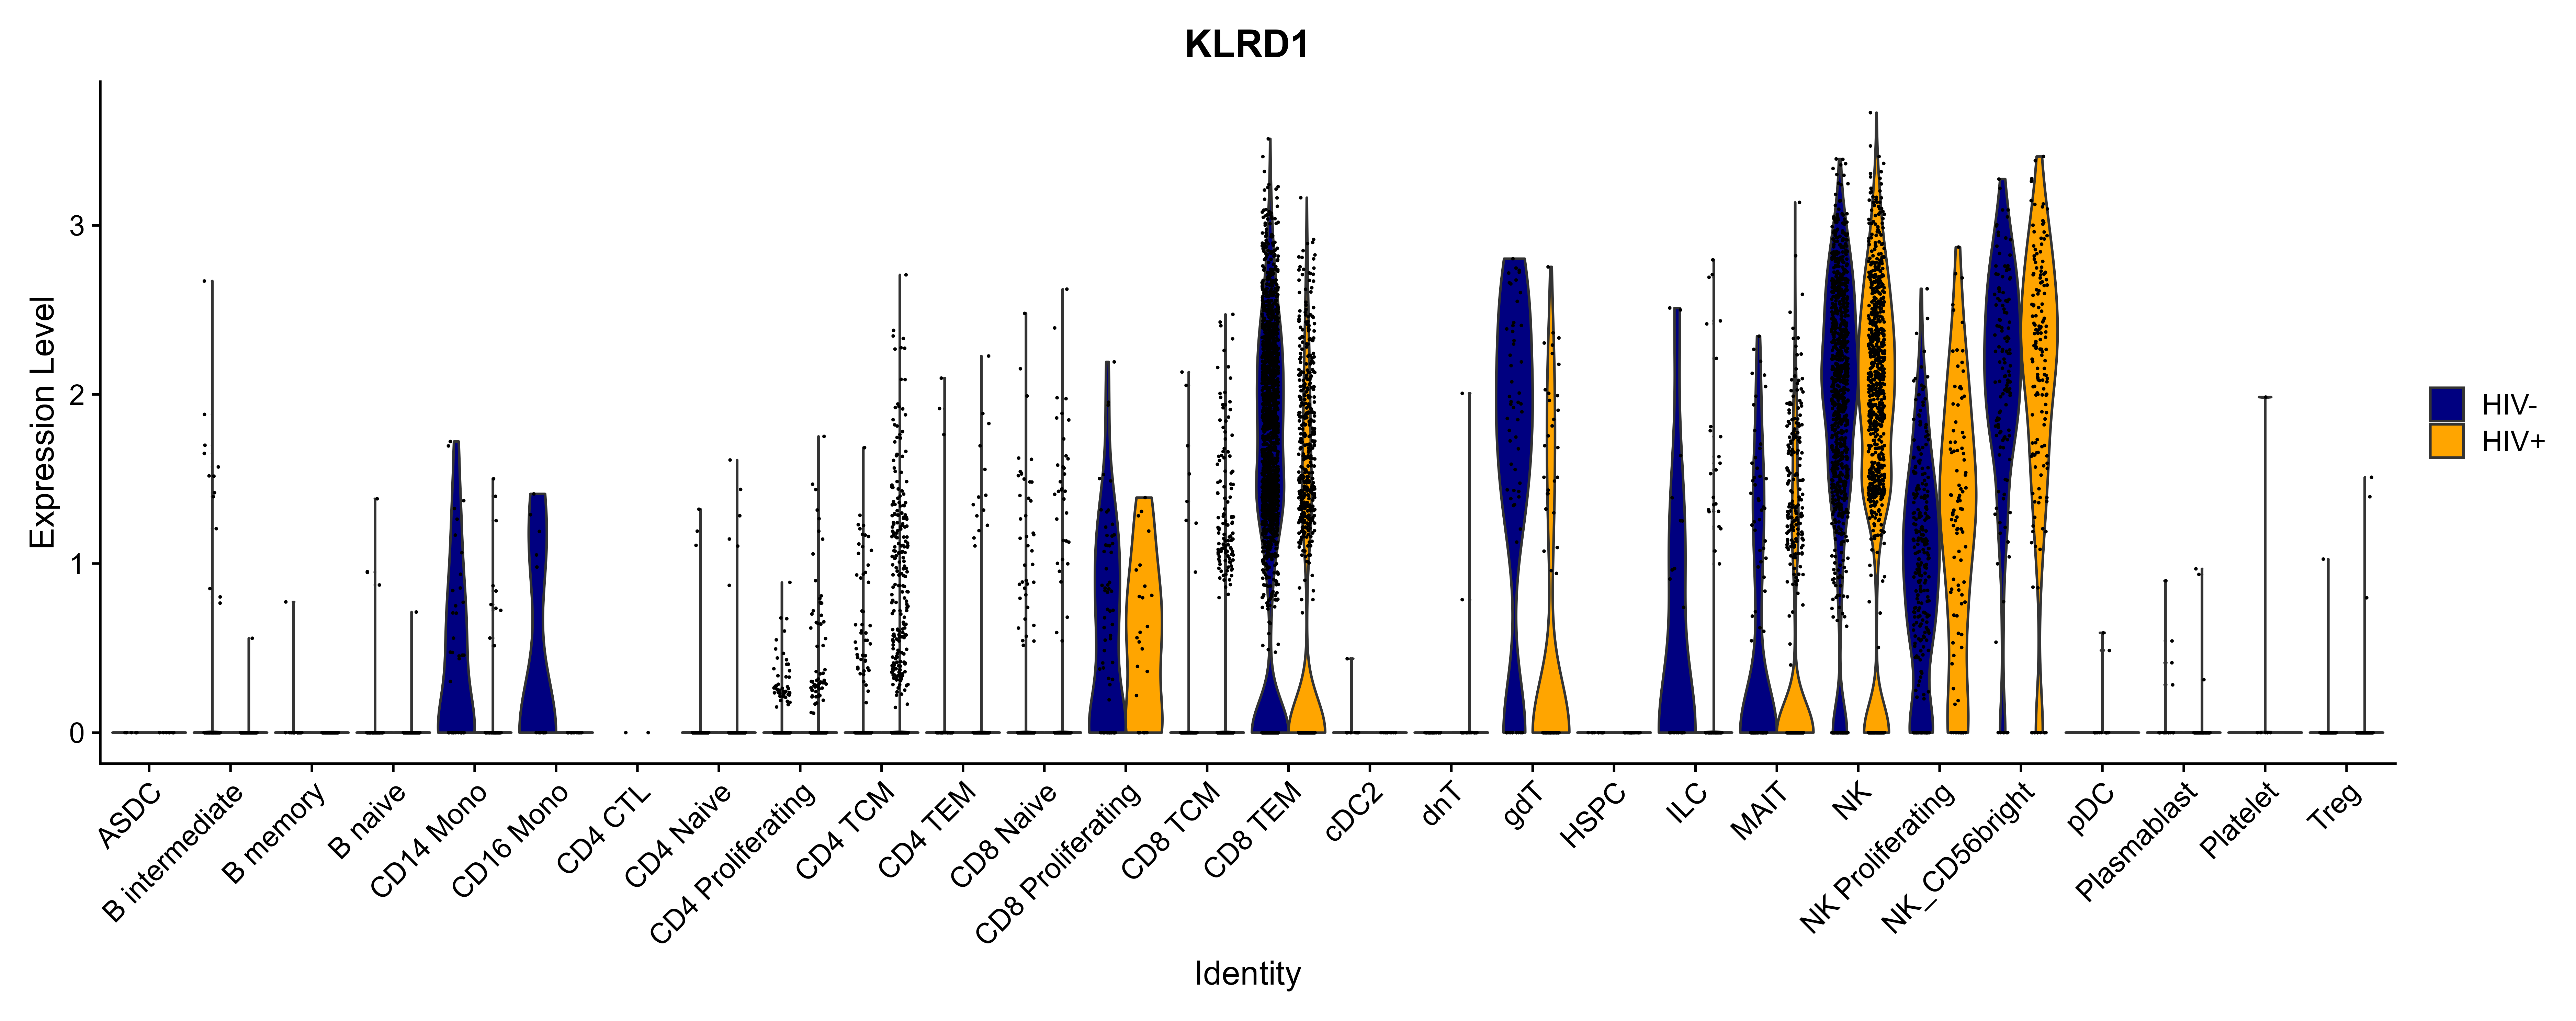 KLRD1
Expression Level
3
2
1
0
ASDC
B intermediate
B memory
B naive
CD14 Mono
CD16 Mono
CD4 CTL
CD4 Naive
CD4 Proliferating
CD4 TCM
CD4 TEM
CD8 Naive
CD8 Proliferating
CD8 TCM
CD8 TEM
cDC2
dnT
gdT
HSPC
ILC
MAIT
NK
NK Proliferating
NK_CD56bright
pDC
Plasmablast
Platelet
Treg
Identity
HIV-
HIV+